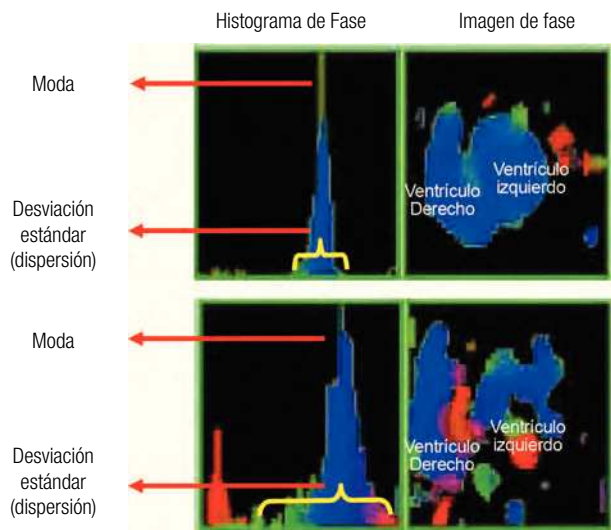 Histograma de Fase
Imagen de fase
Moda
Desviación
estándar
(dispersión)
Ventrículo
izquierdo
Ventrículo
Derecho
Moda
Desviación
estándar
(dispersión)
Ventrículo
izquierdo
Ventrículo
Derecho